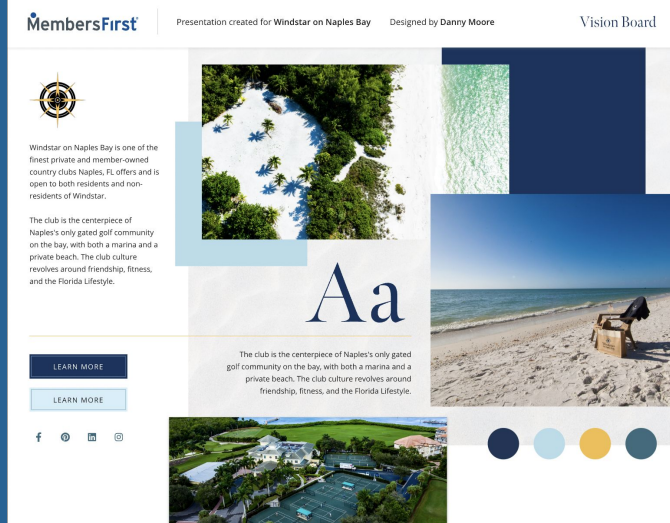 MembersFirst
Presentation created for Windstar on Naples Bay
Designed by Danny Moore
Vision Board
Windstar on Naples Bay is one of the
finest private and member-owned
country clubs Naples, FL offers and is
open to both residents and non-
residents of Windstar.
The club is the centerpiece of
Naples's only gated golf community
on the bay, with both a marina and a
private beach. The club culture
revolves around friendship, fitness,
and the Florida Lifestyle.
Aa
The club is the centerpiece of Naples's only gated
golf community on the bay, with both a marina and a
private beach. The club culture revolves around
friendship, fitness, and the Florida Lifestyle.
LEARN MORE
LEARN MORE